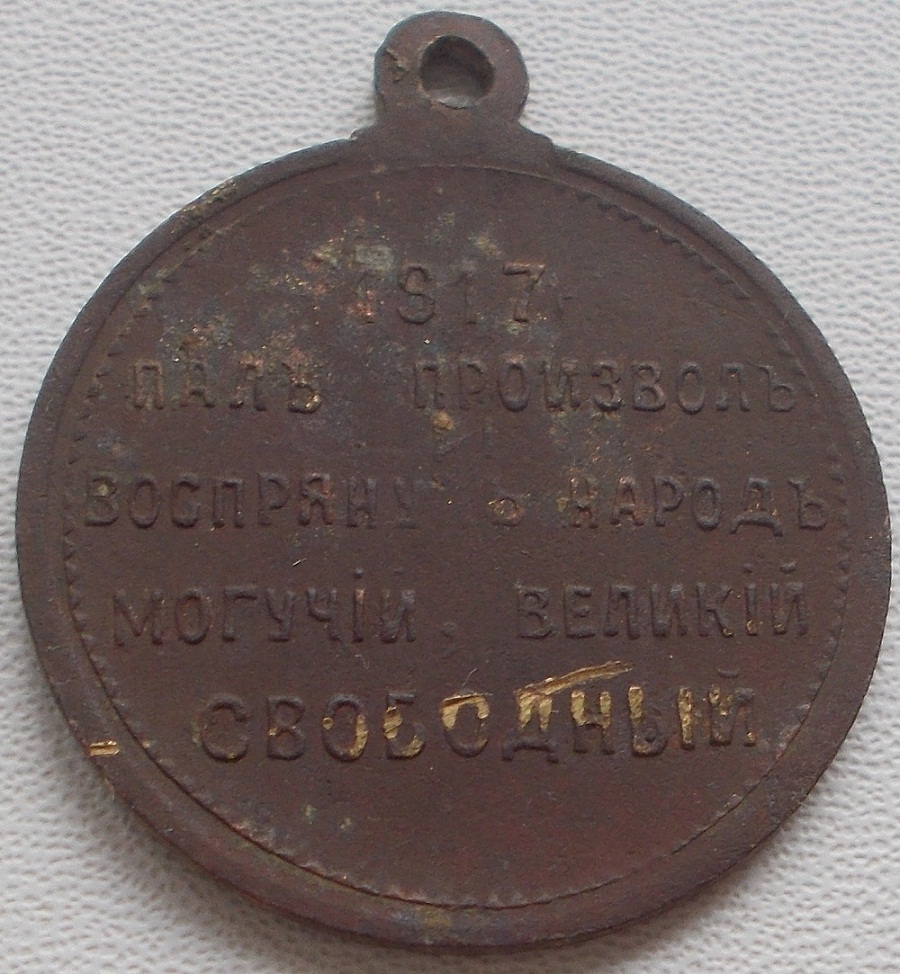 1917
ПАЛЪ ПРОИЗВОЛЪ
ВОСПРЯНУЛЪ НАРОДЪ
МОГУЧІЙ, ВЕЛИКІЙ
СВОБОДНЫЙ